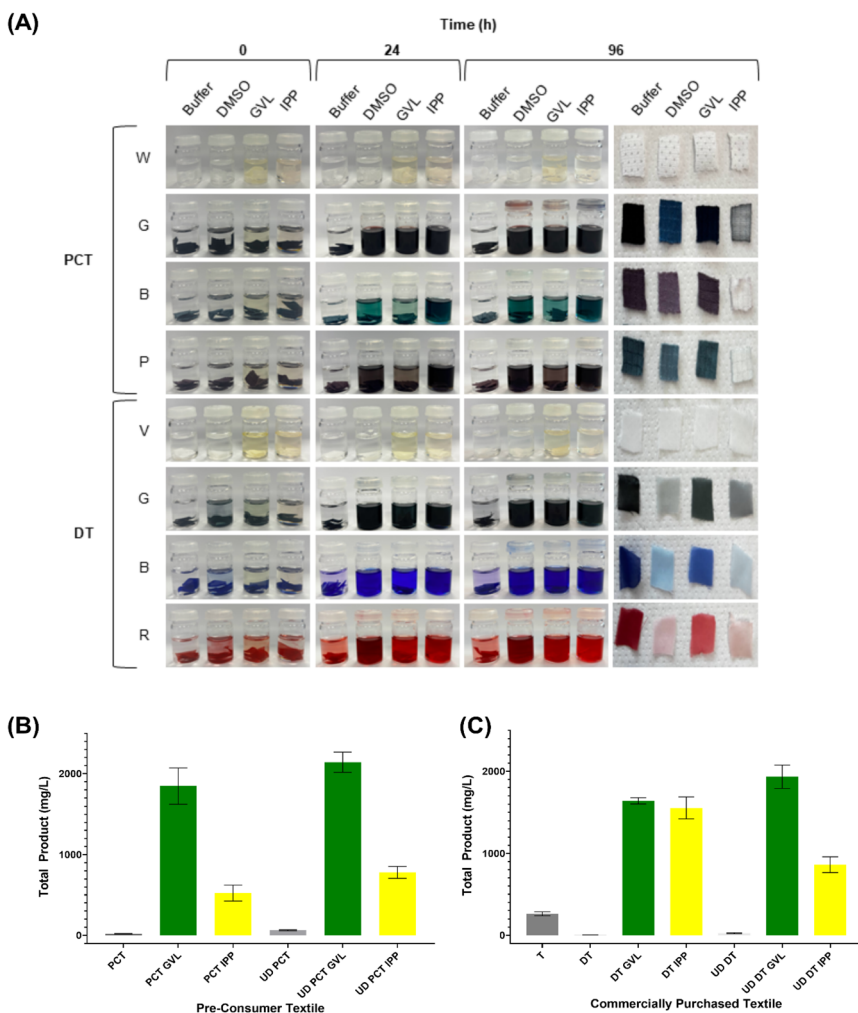 (A)
Time (h)
0 24 96
Buffer DMSO GVL IPP Buffer DMSO GVL IPP Buffer DMSO GVL IPP Buffer DMSO GVL IPP
W
G
PCT
B
P
V
G
DT
B
R
(B)
Total Product (mg/L)
2000
1000
0
PCT PCT GVL PCT IPP UD PCT UD PCT GVL UD PCT IPP
Pre-Consumer Textile
(C)
Total Product (mg/L)
2000
1000
0
T DT DT GVL DT IPP UD DT UD DT GVL UD DT IPP
Commercially Purchased Textile